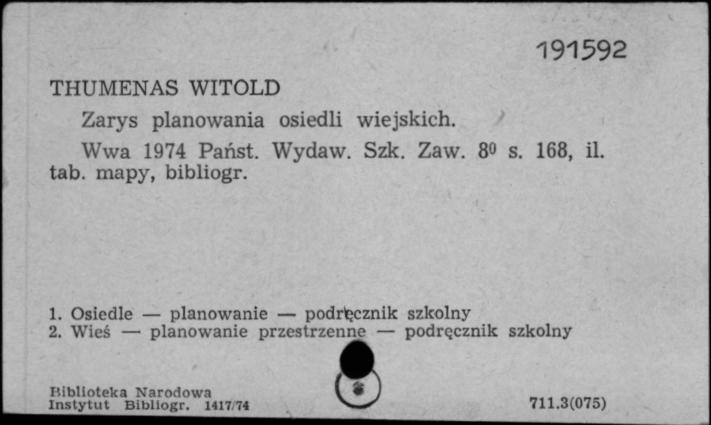 191592
THUMENAS WITOLD
Zarys planowania osiedli wiejskich.
Wwa 1974 Państ. Wydaw. Szk. Zaw. 8⁰ s. 168, il.
tab. mapy, bibliogr.
1. Osiedle — planowanie — podręcznik szkolny
2. Wieś — planowanie przestrzenne — podręcznik szkolny
Biblioteka Narodowa
Instytut Bibliogr. 1417/74
711.3(075)